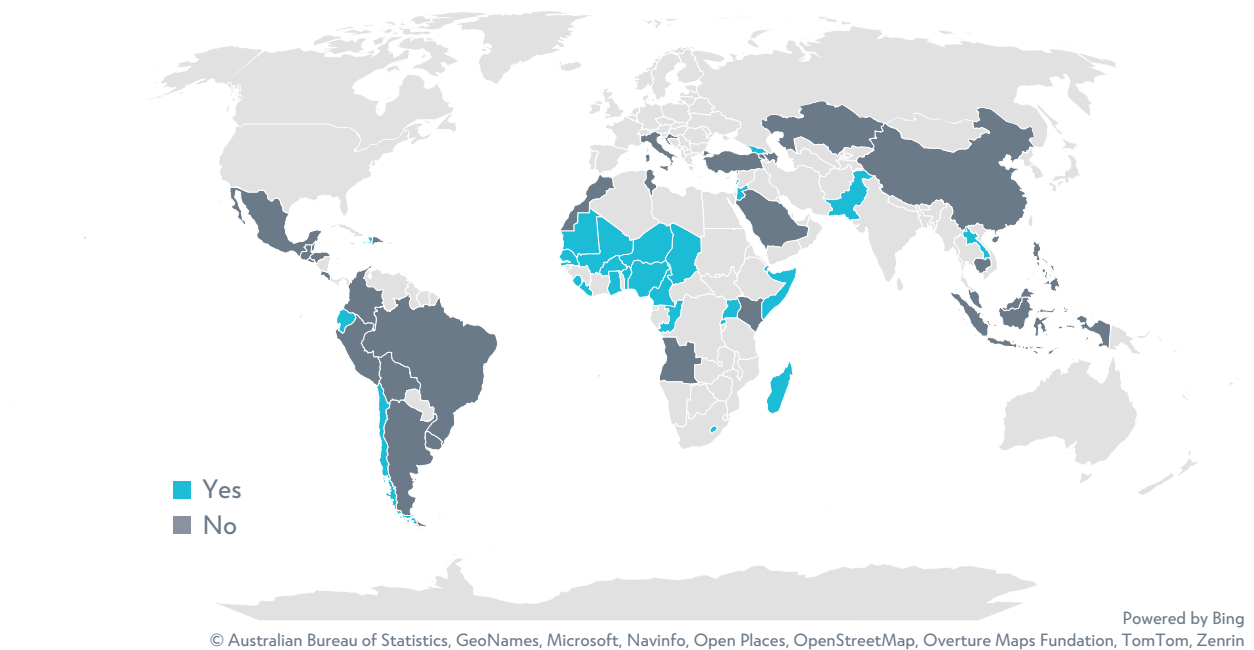 Yes
No
Powered by Bing
© Australian Bureau of Statistics, GeoNames, Microsoft, Navinfo, Open Places, OpenStreetMap, Overture Maps Fundation, TomTom, Zenrin